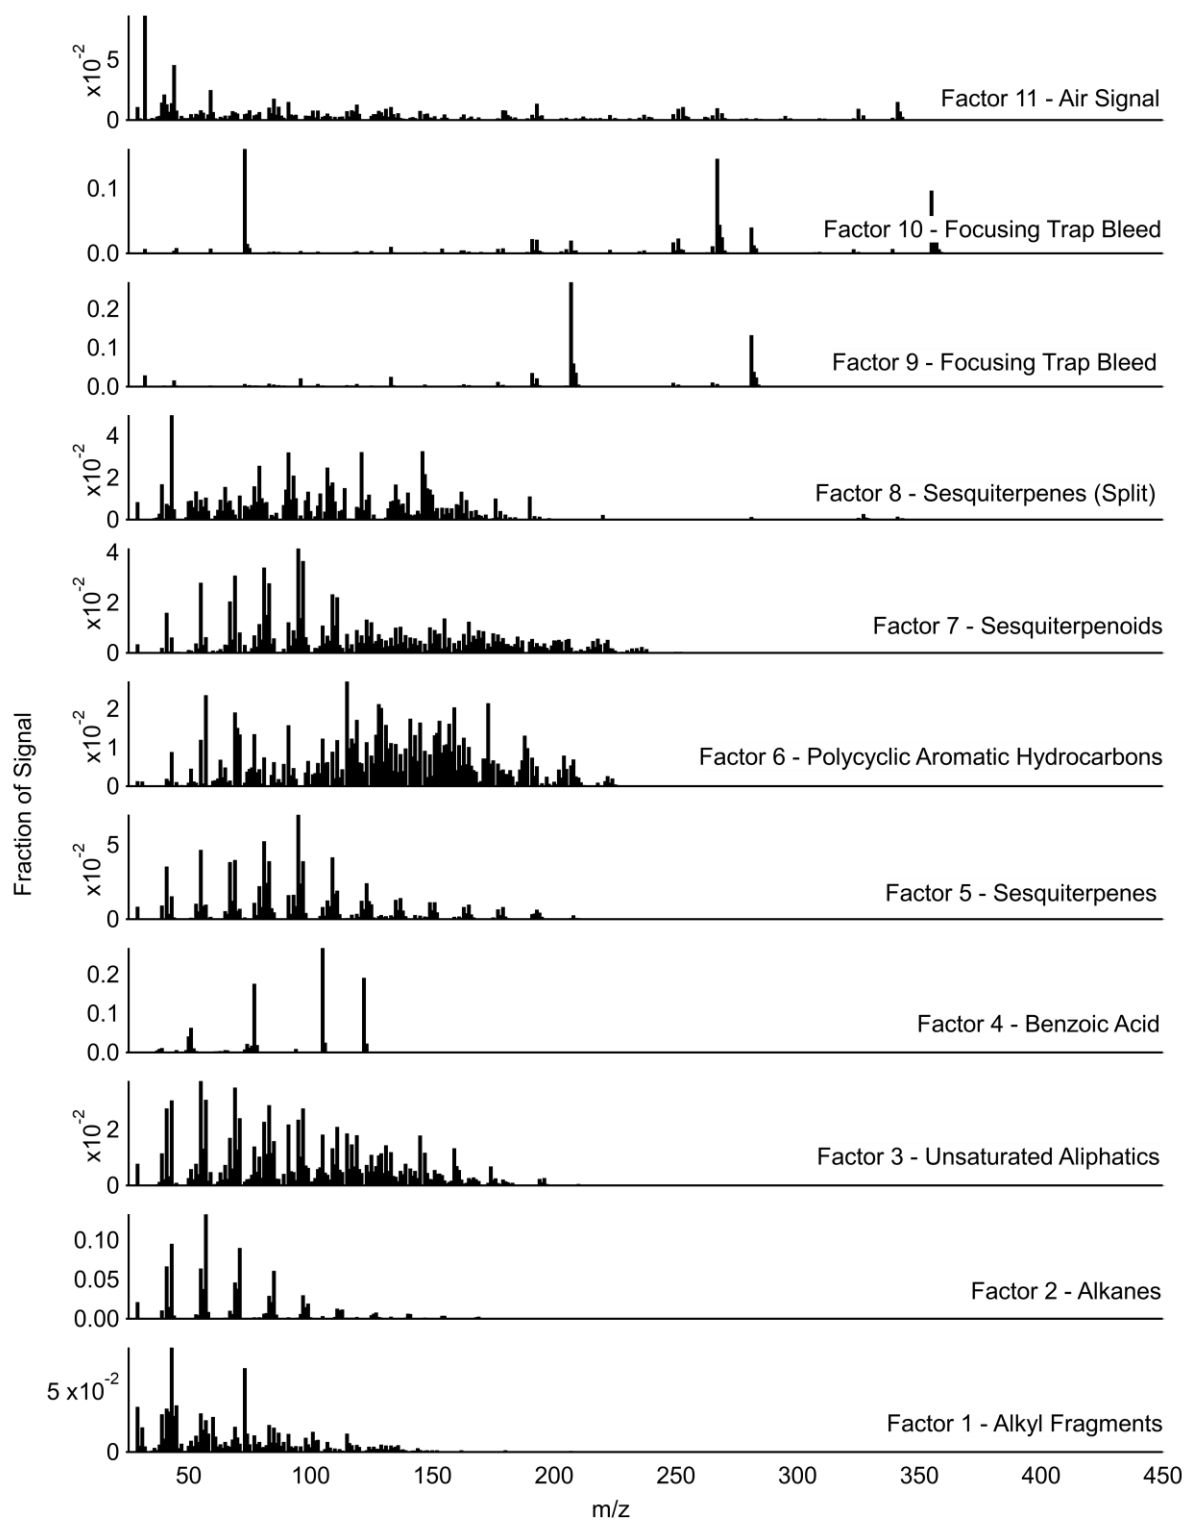 x10⁻²
5
0
Factor 11 - Air Signal
0.1
0.0
Factor 10 - Focusing Trap Bleed
0.2
0.1
0.0
Factor 9 - Focusing Trap Bleed
x10⁻²
4
2
0
Factor 8 - Sesquiterpenes (Split)
x10⁻²
4
2
0
Factor 7 - Sesquiterpenoids
x10⁻²
2
1
0
Factor 6 - Polycyclic Aromatic Hydrocarbons
Fraction of Signal
x10⁻²
5
0
Factor 5 - Sesquiterpenes
0.2
0.1
0.0
Factor 4 - Benzoic Acid
x10⁻²
2
0
Factor 3 - Unsaturated Aliphatics
0.10
0.05
0.00
Factor 2 - Alkanes
5 x10⁻²
0
Factor 1 - Alkyl Fragments
50 100 150 200 250 300 350 400 450
m/z